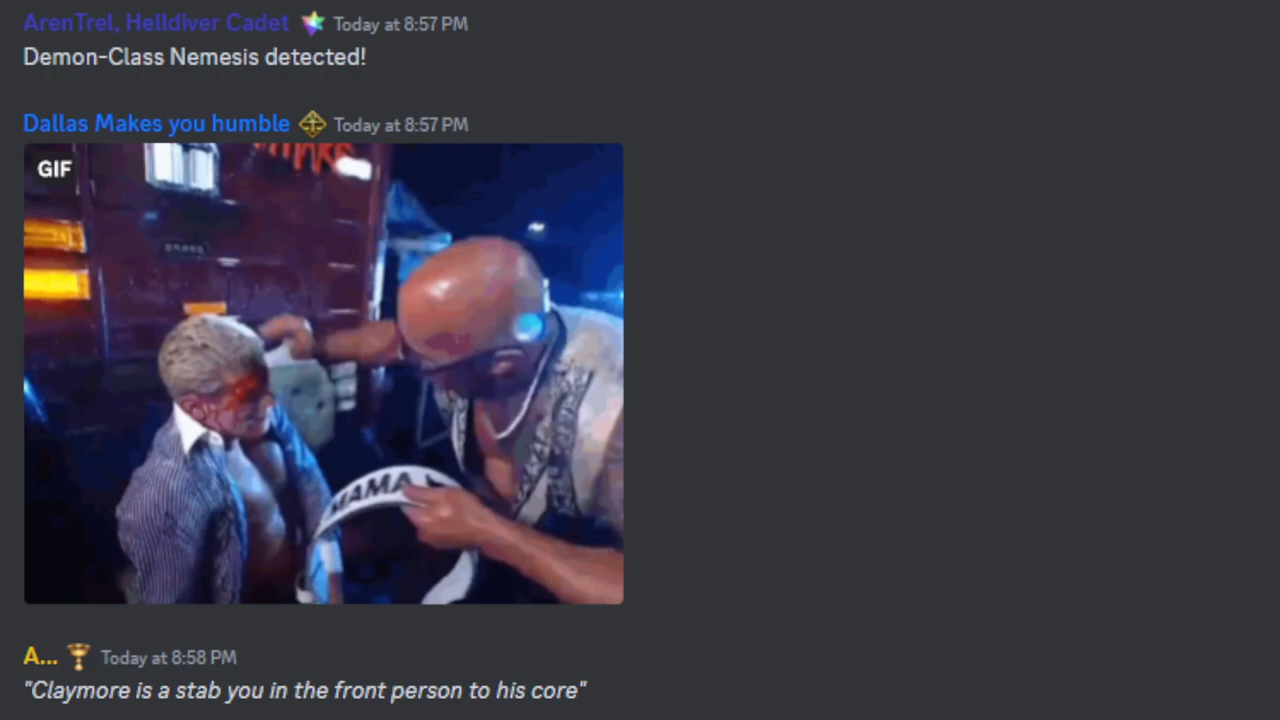 ArenTrel, Helldiver Cadet Today at 8:57 PM
Demon-Class Nemesis detected!
Dallas Makes you humble Today at 8:57 PM
GIF
MAMA
A... Today at 8:58 PM
"Claymore is a stab you in the front person to his core"